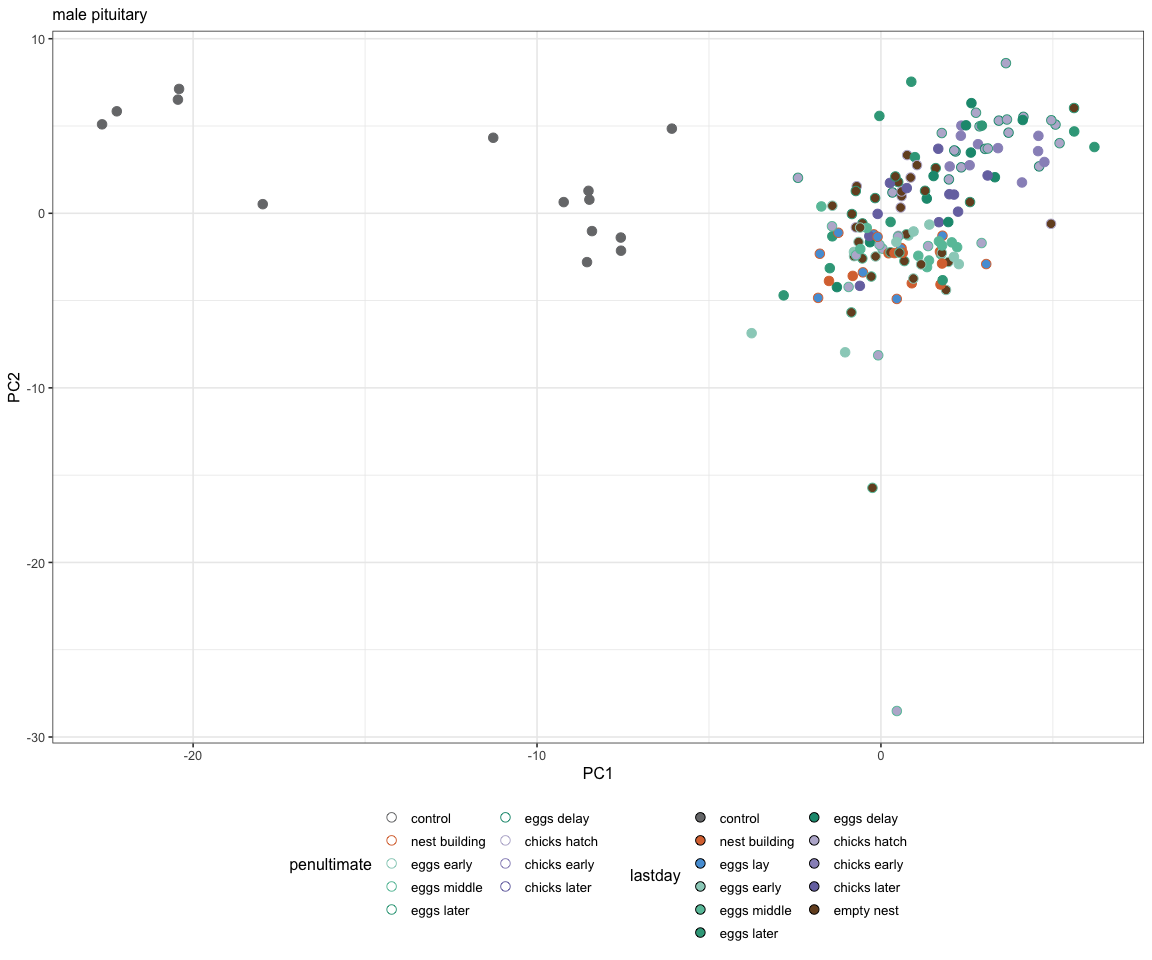 male pituitary
10
0
-10
-20
-30
PC2
-20
-10
0
PC1
penultimate
control
nest building
eggs early
eggs middle
eggs later
eggs delay
chicks hatch
chicks early
chicks later
lastday
control
nest building
eggs lay
eggs early
eggs middle
eggs later
eggs delay
chicks hatch
chicks early
chicks later
empty nest